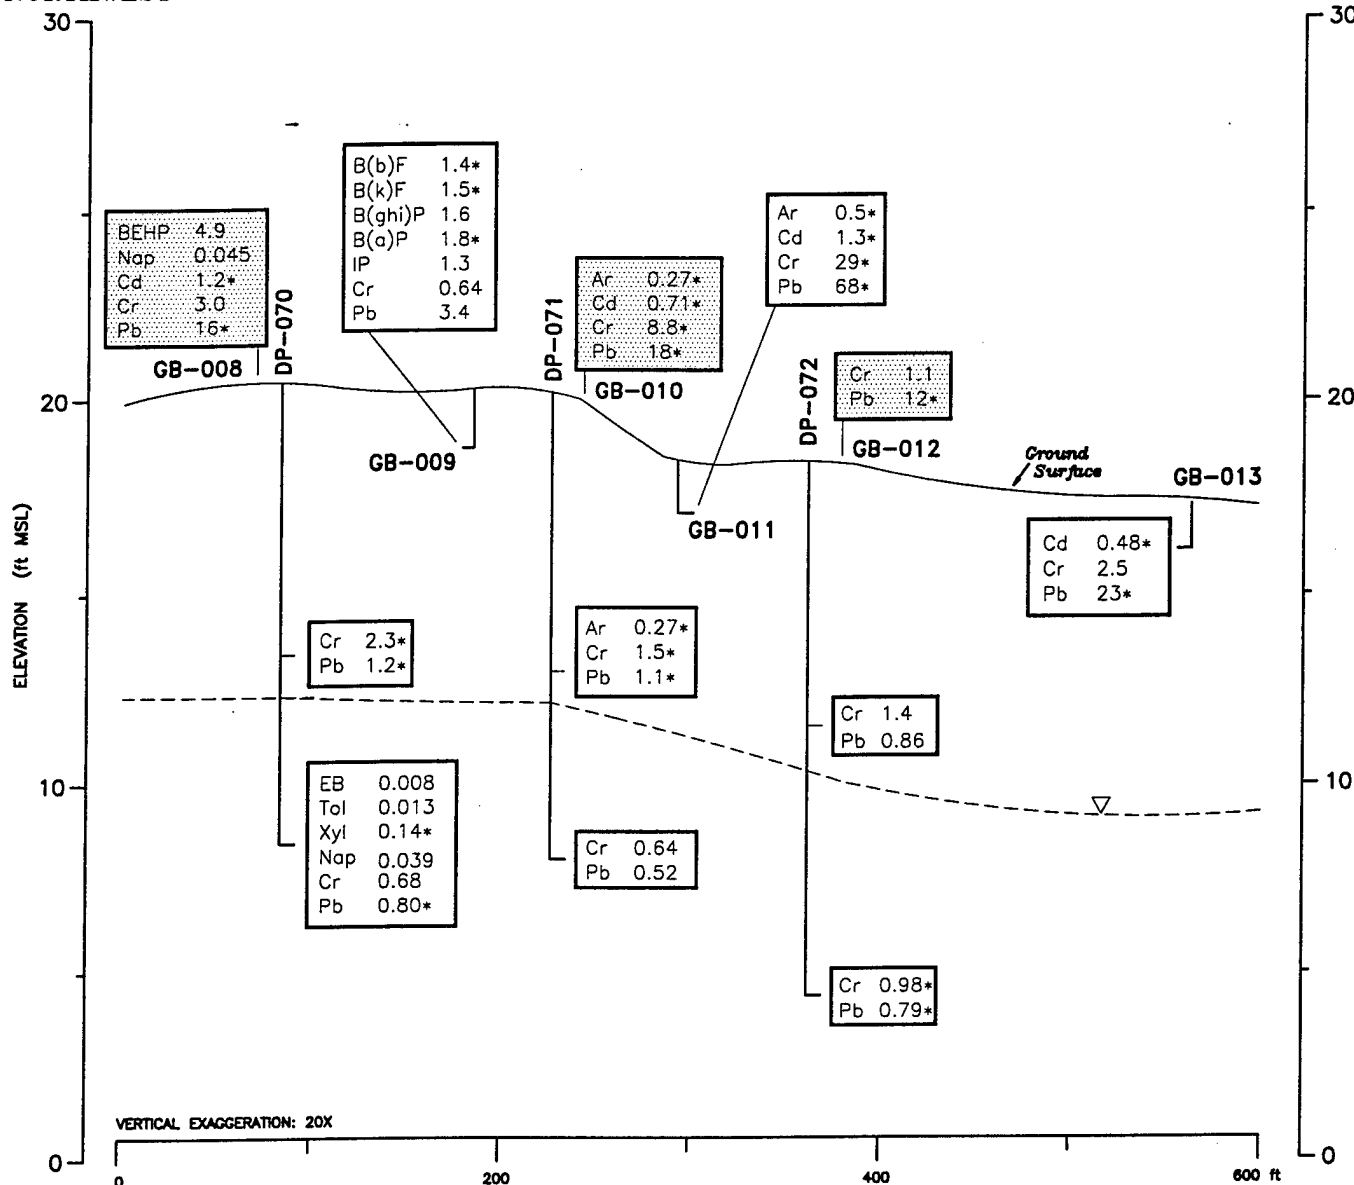 30
30
B(b)F 1.4*
B(k)F 1.5*
B(ghi)P 1.6
B(a)P 1.8*
IP 1.3
Cr 0.64
Pb 3.4
Ar 0.5*
Cd 1.3*
Cr 29*
Pb 68*
BEHP 4.9
Nap 0.045
Cd 1.2*
Cr 3.0
Pb 16*
DP-070
GB-008
Ar 0.27*
Cd 0.71*
Cr 8.8*
Pb 18*
DP-071
GB-010
DP-072
Cr 1.1
Pb 12*
GB-012
20
20
GB-009
Ground
Surface
GB-013
GB-011
Cd 0.48*
Cr 2.5
Pb 23*
ELEVATION (ft MSL)
Cr 2.3*
Pb 1.2*
Ar 0.27*
Cr 1.5*
Pb 1.1*
Cr 1.4
Pb 0.86
10
10
EB 0.008
Tol 0.013
Xyl 0.14*
Nap 0.039
Cr 0.68
Pb 0.80*
Cr 0.64
Pb 0.52
Cr 0.98*
Pb 0.79*
VERTICAL EXAGGERATION: 20X
0
0
0
200
400
600 ft